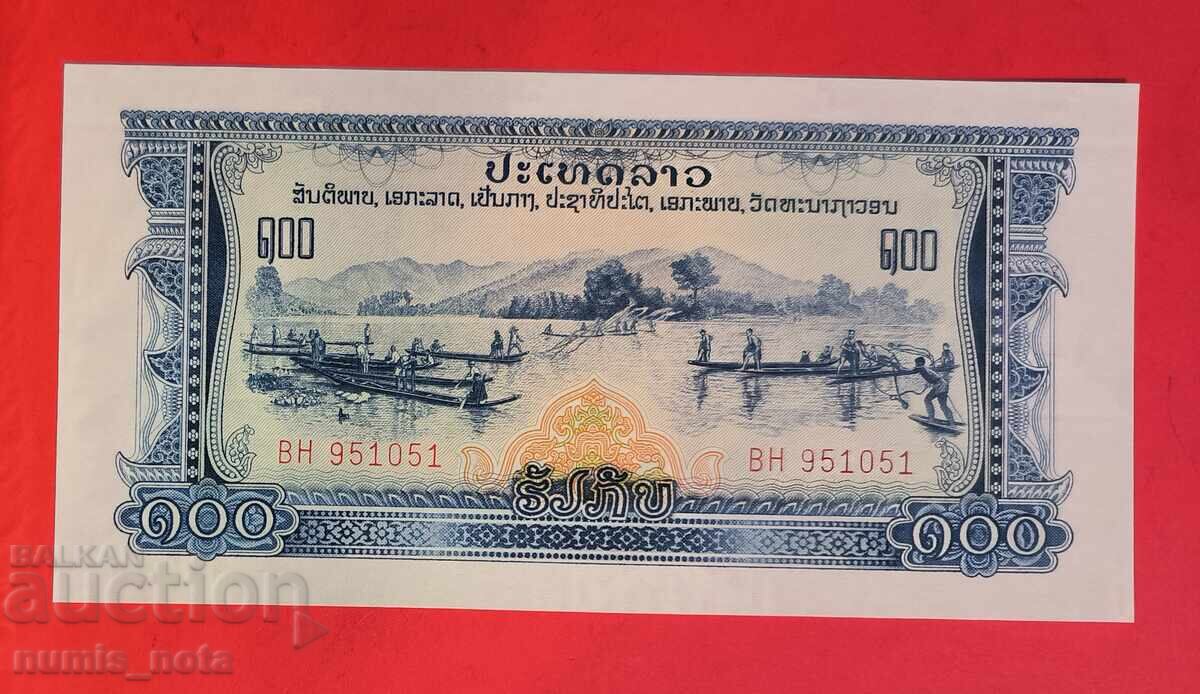 ປະເທດລາວ
ສັນຕິພາບ, ເອກະລາດ, ເປັນກາງ, ປະຊາທິປະໄຕ, ເອກະພາບ, ວັດທະນາຖາວອນ
໑໐໐ ໑໐໐
BH 951051 BH 951051
ຮ້ຽກີບ
໑໐໐ ໑໐໐
BALKAN
auction
numis_nota